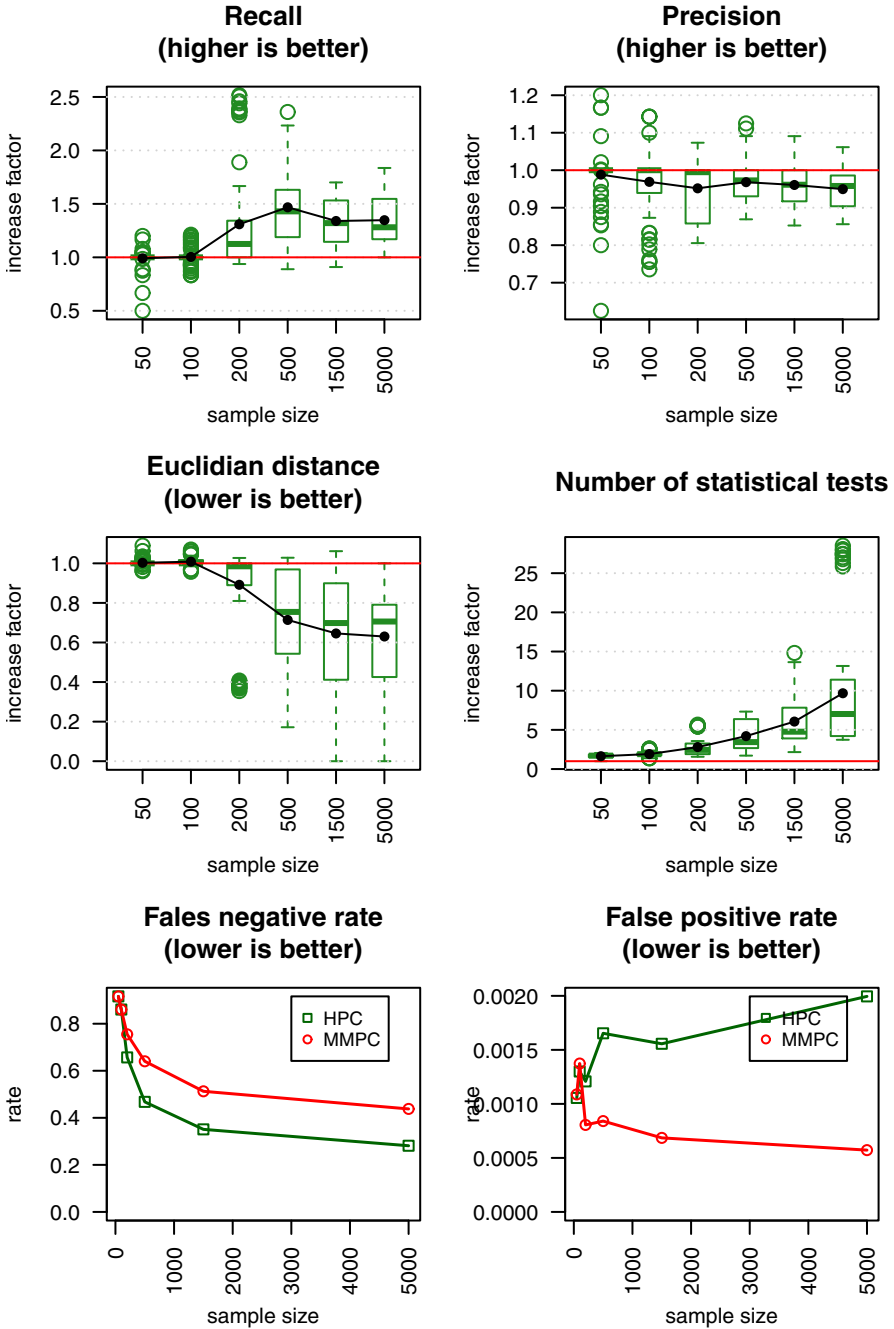 Recall
(higher is better)
increase factor
2.5
2.0
1.5
1.0
0.5
50
100
200
500
1500
5000
sample size
Precision
(higher is better)
increase factor
1.2
1.1
1.0
0.9
0.8
0.7
50
100
200
500
1500
5000
sample size
Euclidian distance
(lower is better)
increase factor
1.0
0.8
0.6
0.4
0.2
0.0
50
100
200
500
1500
5000
sample size
Number of statistical tests
increase factor
25
20
15
10
5
0
50
100
200
500
1500
5000
sample size
Fales negative rate
(lower is better)
rate
0.8
0.6
0.4
0.2
0.0
HPC
MMPC
0
1000
2000
3000
4000
5000
sample size
False positive rate
(lower is better)
rate
0.0020
0.0015
0.0010
0.0005
0.0000
HPC
MMPC
0
1000
2000
3000
4000
5000
sample size